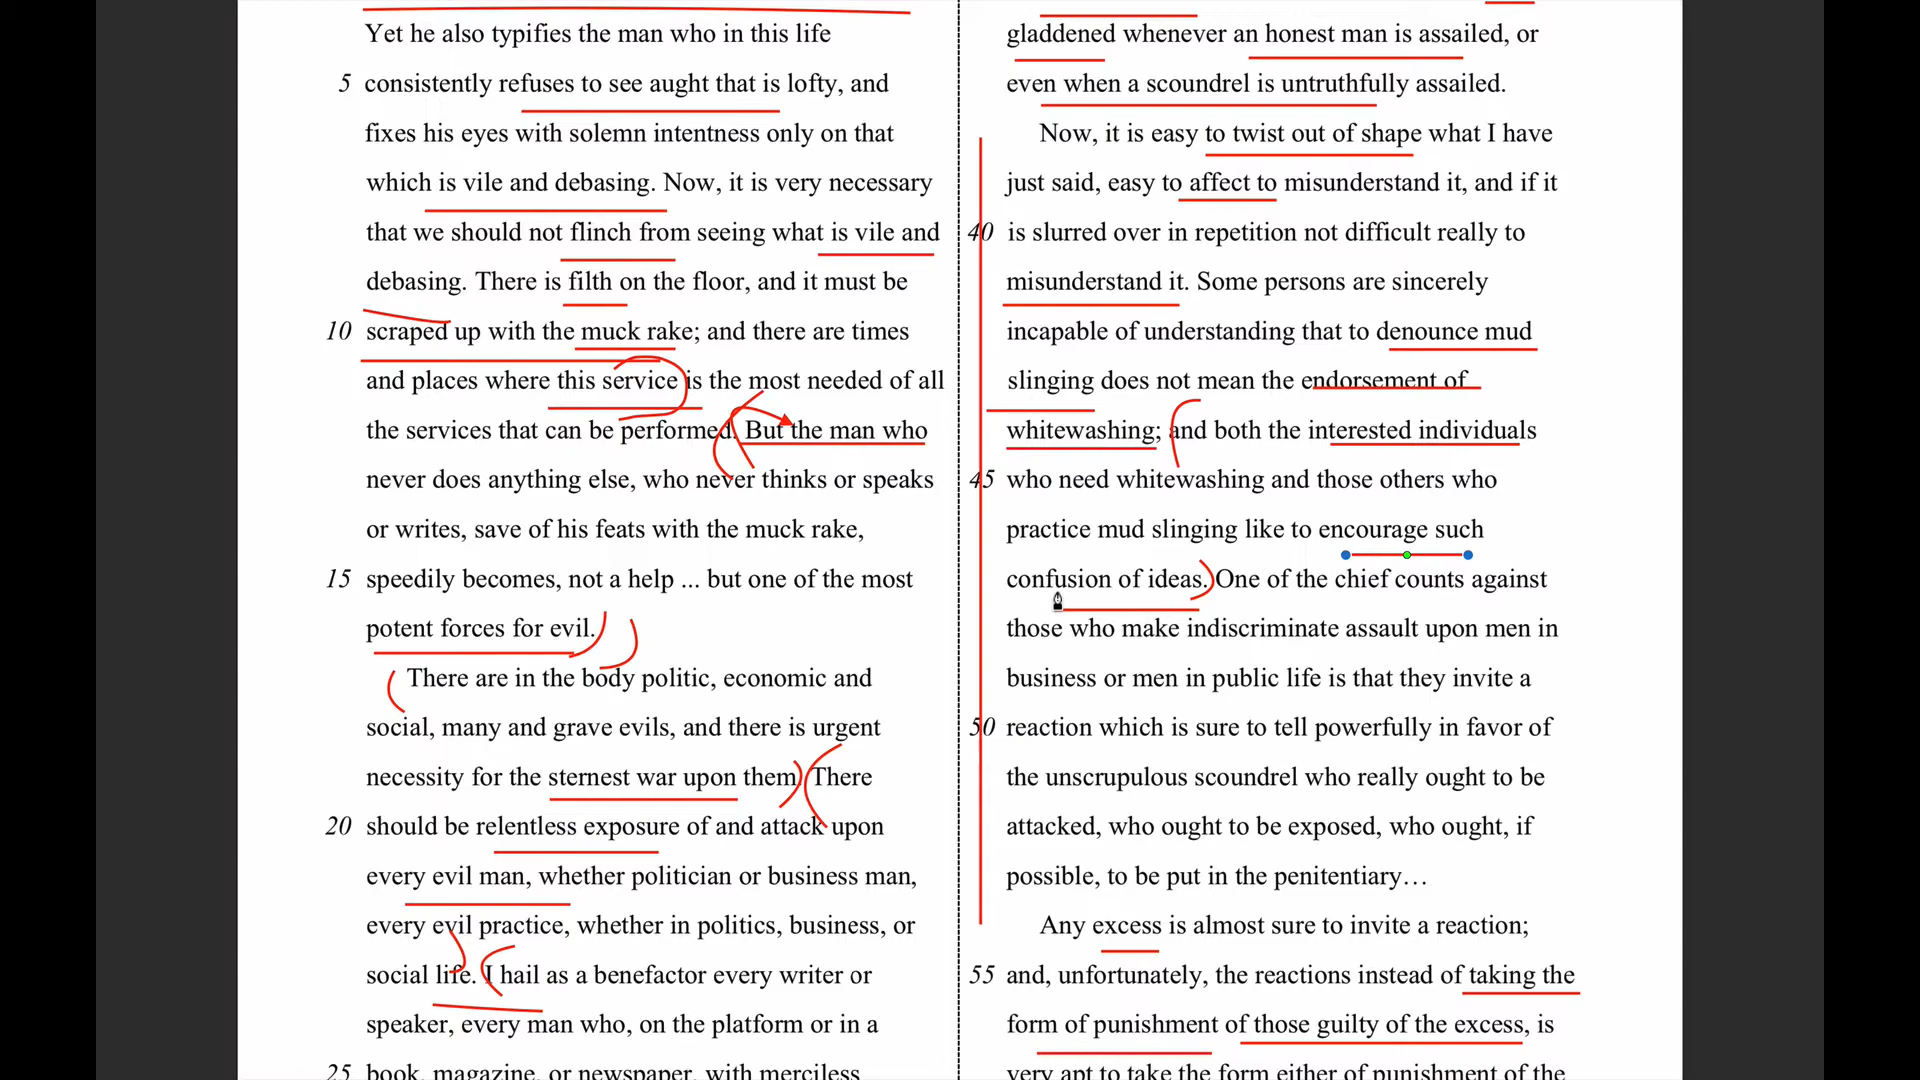 Yet he also typifies the man who in this life
5 consistently refuses to see aught that is lofty, and
fixes his eyes with solemn intentness only on that
which is vile and debasing. Now, it is very necessary
that we should not flinch from seeing what is vile and
debasing. There is filth on the floor, and it must be
10 scraped up with the muck rake; and there are times
and places where this service is the most needed of all
the services that can be performed. But the man who
never does anything else, who never thinks or speaks
or writes, save of his feats with the muck rake,
15 speedily becomes, not a help ... but one of the most
potent forces for evil.
There are in the body politic, economic and
social, many and grave evils, and there is urgent
necessity for the sternest war upon them. There
20 should be relentless exposure of and attack upon
every evil man, whether politician or business man,
every evil practice, whether in politics, business, or
social life. I hail as a benefactor every writer or
speaker, every man who, on the platform or in a
25 book, magazine, or newspaper, with merciless
gladdened whenever an honest man is assailed, or
even when a scoundrel is untruthfully assailed.
Now, it is easy to twist out of shape what I have
just said, easy to affect to misunderstand it, and if it
40 is slurred over in repetition not difficult really to
misunderstand it. Some persons are sincerely
incapable of understanding that to denounce mud
slinging does not mean the endorsement of
whitewashing; and both the interested individuals
45 who need whitewashing and those others who
practice mud slinging like to encourage such
confusion of ideas. One of the chief counts against
those who make indiscriminate assault upon men in
business or men in public life is that they invite a
50 reaction which is sure to tell powerfully in favor of
the unscrupulous scoundrel who really ought to be
attacked, who ought to be exposed, who ought, if
possible, to be put in the penitentiary…
Any excess is almost sure to invite a reaction;
55 and, unfortunately, the reactions instead of taking the
form of punishment of those guilty of the excess, is
very apt to take the form either of punishment of the